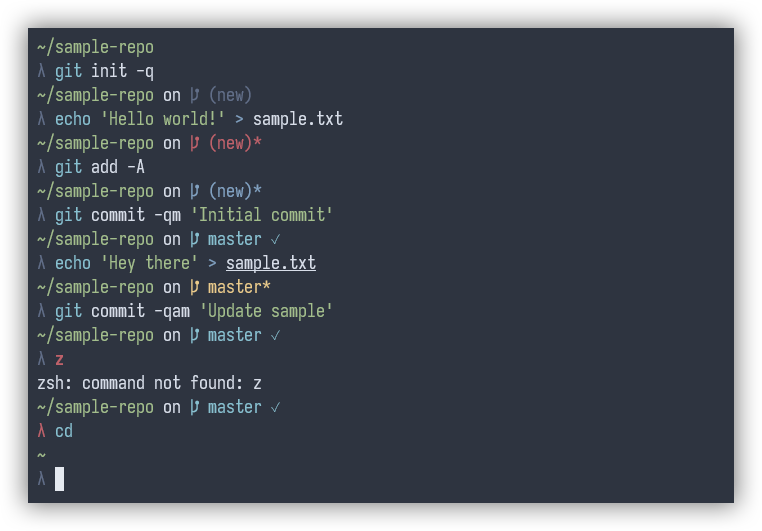 ~/sample-repo
λ git init -q
~/sample-repo on  (new)
λ echo 'Hello world!' > sample.txt
~/sample-repo on  (new)*
λ git add -A
~/sample-repo on  (new)*
λ git commit -qm 'Initial commit'
~/sample-repo on  master ✓
λ echo 'Hey there' > sample.txt
~/sample-repo on  master*
λ git commit -qam 'Update sample'
~/sample-repo on  master ✓
λ z
zsh: command not found: z
~/sample-repo on  master ✓
λ cd
~
λ